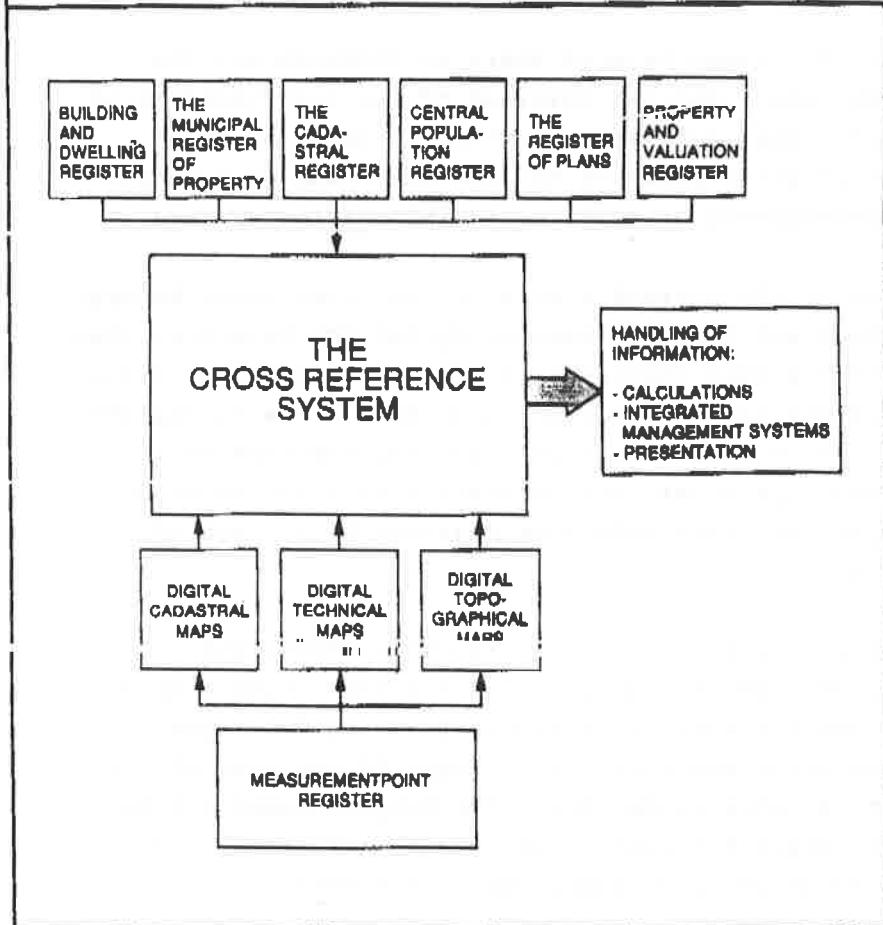 BUILDING
AND
DWELLING
REGISTER
THE
MUNICIPAL
REGISTER
OF
PROPERTY
THE
CADA-
STRAL
REGISTER
CENTRAL
POPULA-
TION
REGISTER
THE
REGISTER
OF PLANS
PROPERTY
AND
VALUATION
REGISTER
THE
CROSS REFERENCE
SYSTEM
HANDLING OF
INFORMATION:
- CALCULATIONS
- INTEGRATED
MANAGEMENT SYSTEMS
- PRESENTATION
DIGITAL
CADASTRAL
MAPS
DIGITAL
TECHNICAL
MAPS
DIGITAL
TOPO-
GRAPHICAL
MAPS
MEASUREMENTPOINT
REGISTER